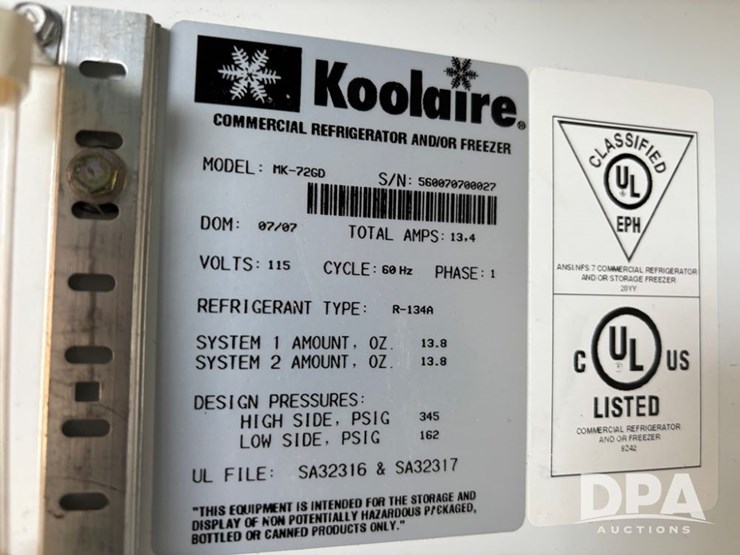 Koolaire®
COMMERCIAL REFRIGERATOR AND/OR FREEZER
MODEL: MK-72GD S/N: 560070700027
DOM: 07/07 TOTAL AMPS: 13.4
VOLTS: 115 CYCLE: 60 Hz PHASE: 1
REFRIGERANT TYPE: R-134A
SYSTEM 1 AMOUNT, OZ. 13.8
SYSTEM 2 AMOUNT, OZ. 13.8
DESIGN PRESSURES:
HIGH SIDE, PSIG 345
LOW SIDE, PSIG 162
UL FILE: SA32316 & SA32317
"THIS EQUIPMENT IS INTENDED FOR THE STORAGE AND
DISPLAY OF NON POTENTIALLY HAZARDOUS PACKAGED,
BOTTLED OR CANNED PRODUCTS ONLY."
CLASSIFIED
UL
EPH
ANSI/NFS 7 COMMERCIAL REFRIGERATOR
AND/OR STORAGE FREEZER
28YY
C UL US
LISTED
COMMERCIAL REFRIGERATOR
AND OR FREEZER
9242
DPA
AUCTIONS